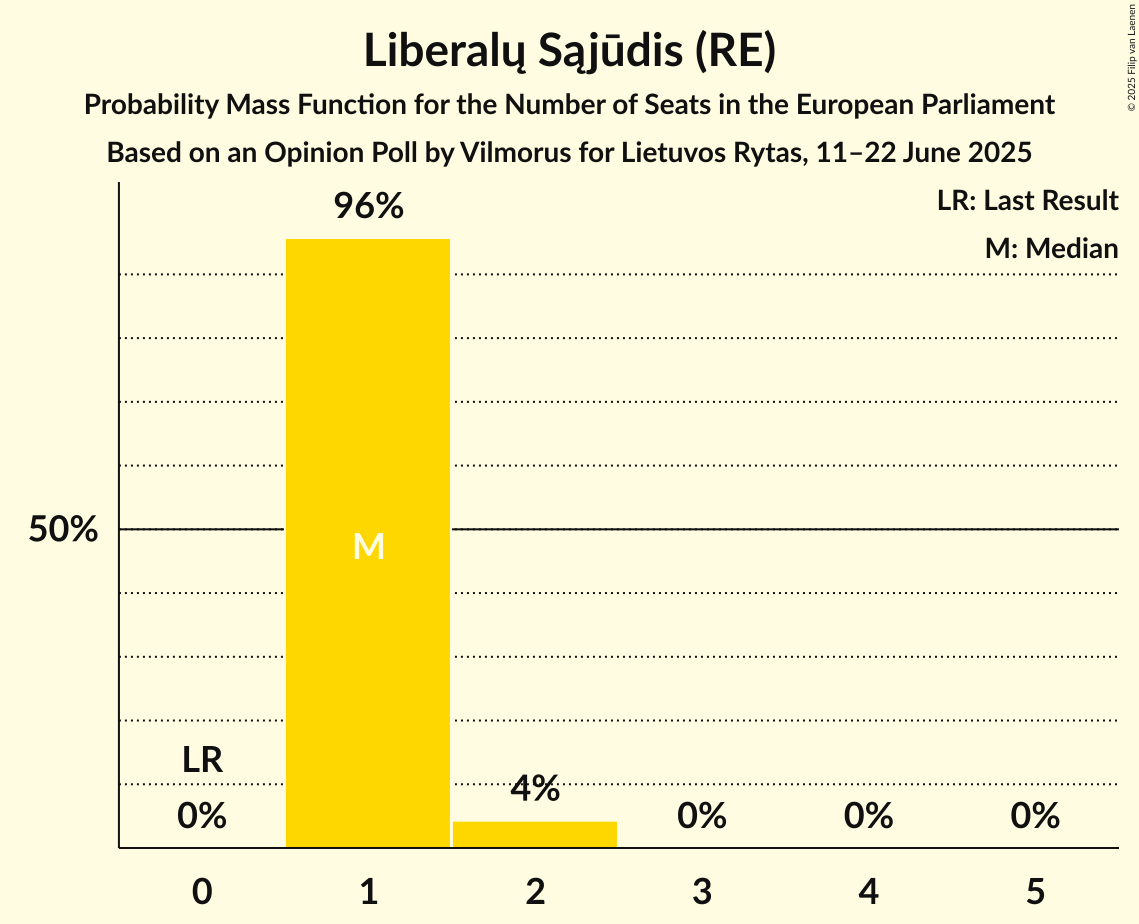 Liberalų Sąjūdis (RE)
Probability Mass Function for the Number of Seats in the European Parliament
Based on an Opinion Poll by Vilmorus for Lietuvos Rytas, 11–22 June 2025
© 2025 Filip van Laenen
LR: Last Result
M: Median
96%
50%
M
LR
0%
4%
0%
0%
0%
0
1
2
3
4
5